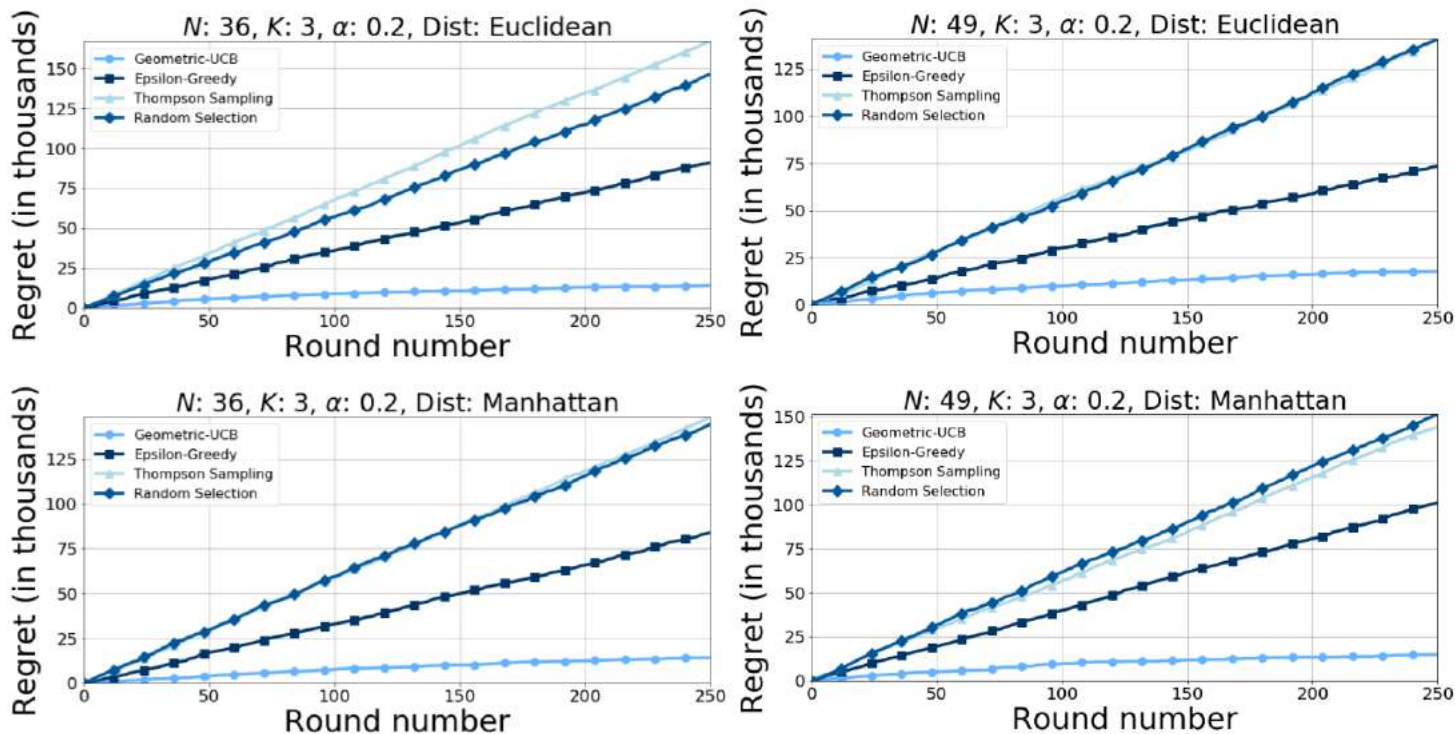 N: 36, K: 3, α: 0.2, Dist: Euclidean
Regret (in thousands)
150
125
100
75
50
25
0
Geometric-UCB
Epsilon-Greedy
Thompson Sampling
Random Selection
0 50 100 150 200 250
Round number
N: 49, K: 3, α: 0.2, Dist: Euclidean
Regret (in thousands)
125
100
75
50
25
0
Geometric-UCB
Epsilon-Greedy
Thompson Sampling
Random Selection
0 50 100 150 200 250
Round number
N: 36, K: 3, α: 0.2, Dist: Manhattan
Regret (in thousands)
125
100
75
50
25
0
Geometric-UCB
Epsilon-Greedy
Thompson Sampling
Random Selection
0 50 100 150 200 250
Round number
N: 49, K: 3, α: 0.2, Dist: Manhattan
Regret (in thousands)
150
125
100
75
50
25
0
Geometric-UCB
Epsilon-Greedy
Thompson Sampling
Random Selection
0 50 100 150 200 250
Round number